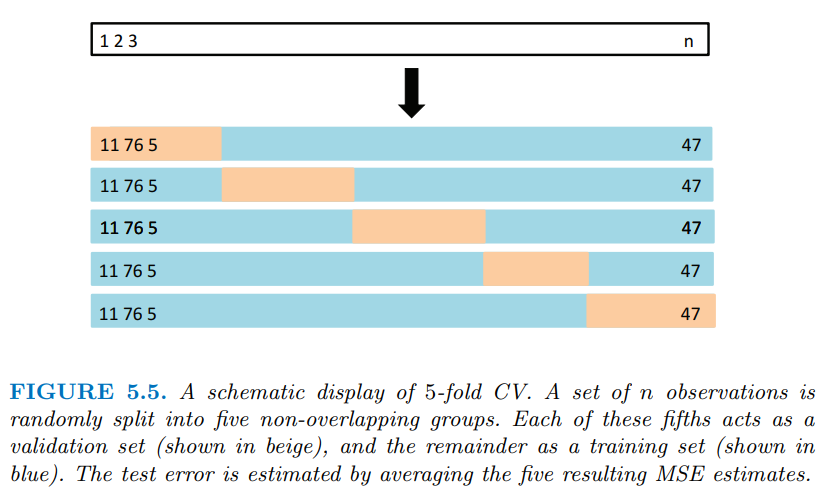 1 2 3 n
11 76 5 47
11 76 5 47
11 76 5 47
11 76 5 47
11 76 5 47
FIGURE 5.5. A schematic display of 5-fold CV. A set of n observations is
randomly split into five non-overlapping groups. Each of these fifths acts as a
validation set (shown in beige), and the remainder as a training set (shown in
blue). The test error is estimated by averaging the five resulting MSE estimates.